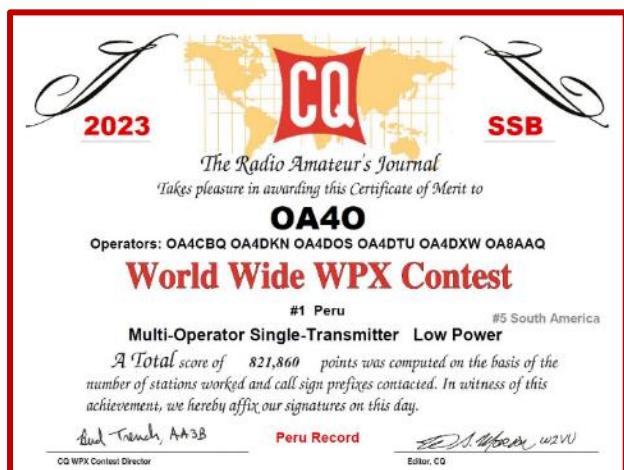 CQ
2023
SSB
The Radio Amateur's Journal
Takes pleasure in awarding this Certificate of Merit to
OA4O
Operators: OA4CBQ OA4DKN OA4DOS OA4DTU OA4DXW OA8AAQ
World Wide WPX Contest
#1 Peru
#5 South America
Multi-Operator Single-Transmitter Low Power
A Total score of 821,860 points was computed on the basis of the
number of stations worked and call sign prefixes contacted. In witness of this
achievement, we hereby affix our signatures on this day.
Bud Trench, AA3B
Peru Record
W2VU
CQ WPX Contest Director
Editor, CQ